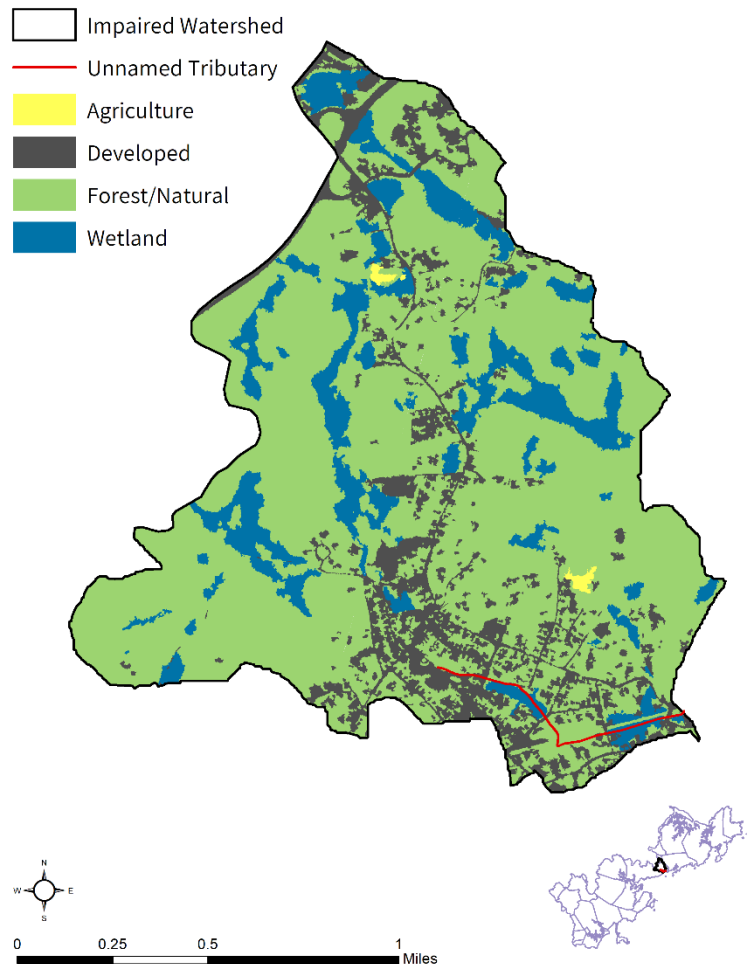 Impaired Watershed
Unnamed Tributary
Agriculture
Developed
Forest/Natural
Wetland
N
W E
S
0 0.25 0.5 1
Miles